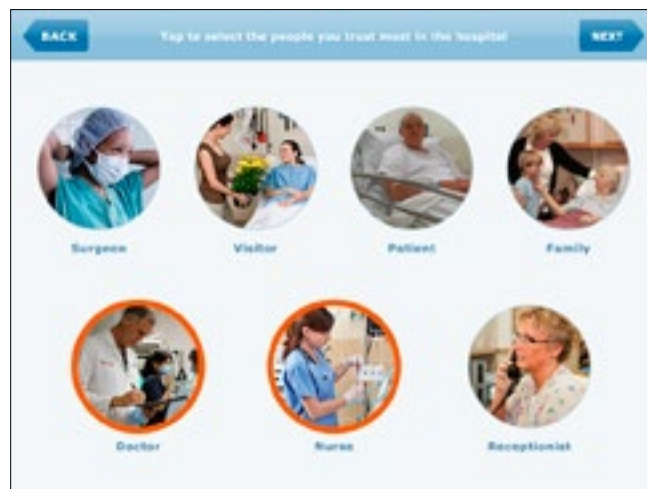 BACK
Tap to select the people you trust most in the hospital
NEXT
Surgeon
Visitor
Patient
Family
Doctor
Nurse
Receptionist